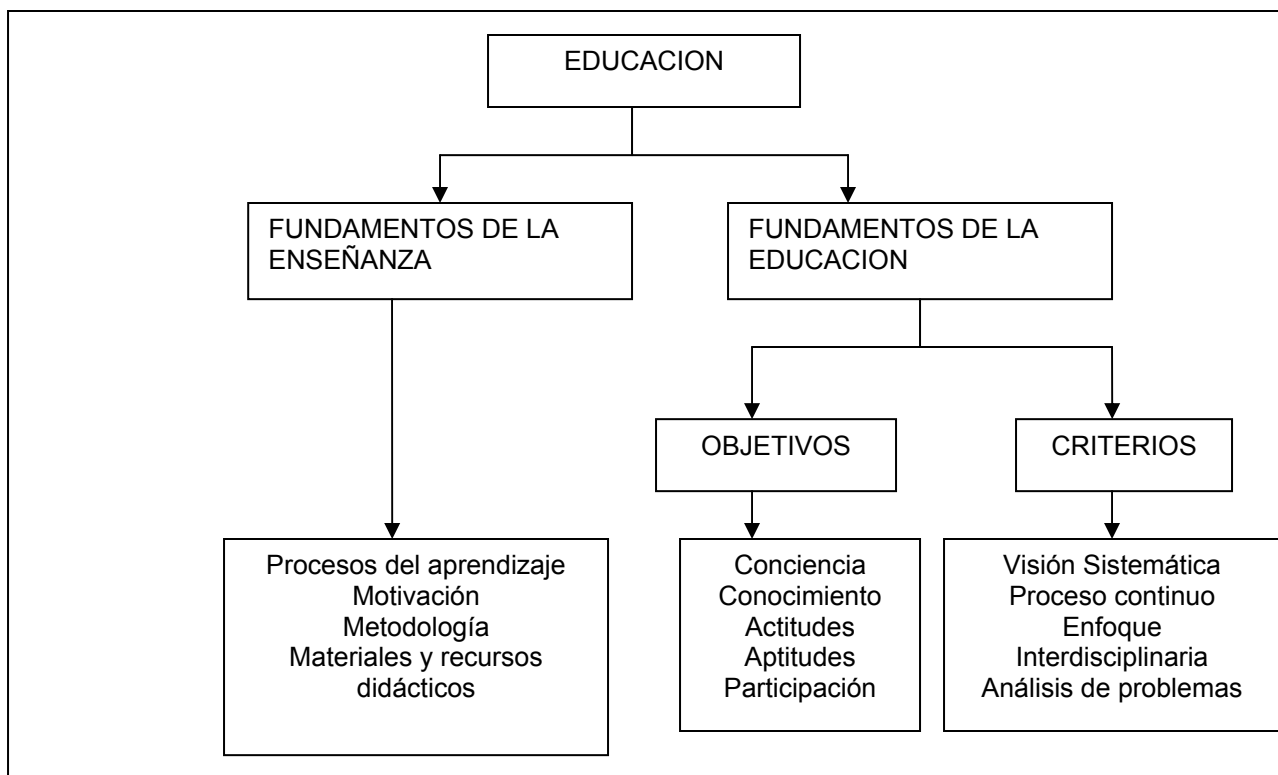 EDUCACION
FUNDAMENTOS DE LA
ENSEÑANZA
FUNDAMENTOS DE LA
EDUCACION
OBJETIVOS
CRITERIOS
Procesos del aprendizaje
Motivación
Metodología
Materiales y recursos
didácticos
Conciencia
Conocimiento
Actitudes
Aptitudes
Participación
Visión Sistemática
Proceso continuo
Enfoque
Interdisciplinaria
Análisis de problemas